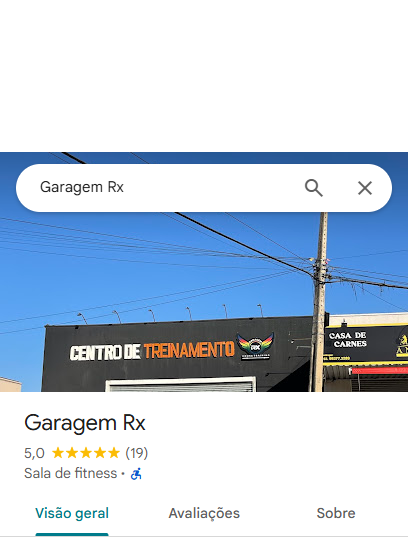 Garagem Rx
CENTRO DE TREINAMENTO
RX
CASA DE
CARNES
Garagem Rx
5,0 (19)
Sala de fitness ·
Visão geral
Avaliações
Sobre